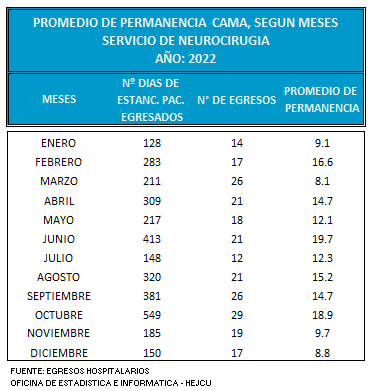 PROMEDIO DE PERMANENCIA CAMA, SEGUN MESES
SERVICIO DE NEUROCIRUGIA
AÑO: 2022
MESES Nº DIAS DE ESTANC. PAC. EGRESADOS N° DE EGRESOS PROMEDIO DE PERMANENCIA
ENERO 128 14 9.1
FEBRERO 283 17 16.6
MARZO 211 26 8.1
ABRIL 309 21 14.7
MAYO 217 18 12.1
JUNIO 413 21 19.7
JULIO 148 12 12.3
AGOSTO 320 21 15.2
SEPTIEMBRE 381 26 14.7
OCTUBRE 549 29 18.9
NOVIEMBRE 185 19 9.7
DICIEMBRE 150 17 8.8
FUENTE: EGRESOS HOSPITALARIOS
OFICINA DE ESTADISTICA E INFORMATICA - HEJCU